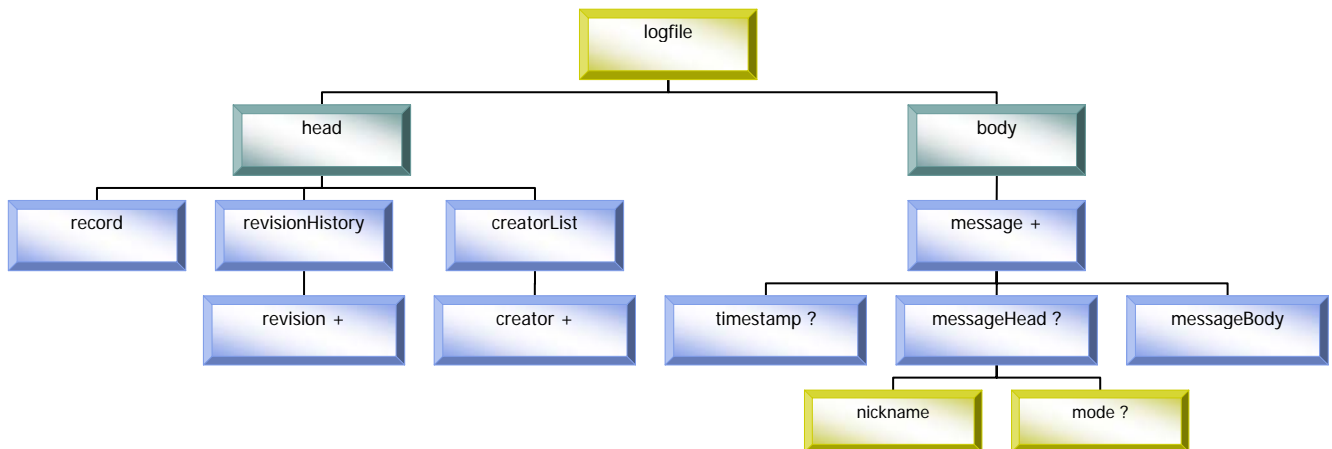 logfile
head
body
record
revisionHistory
creatorList
message +
revision +
creator +
timestamp ?
messageHead ?
messageBody
nickname
mode ?